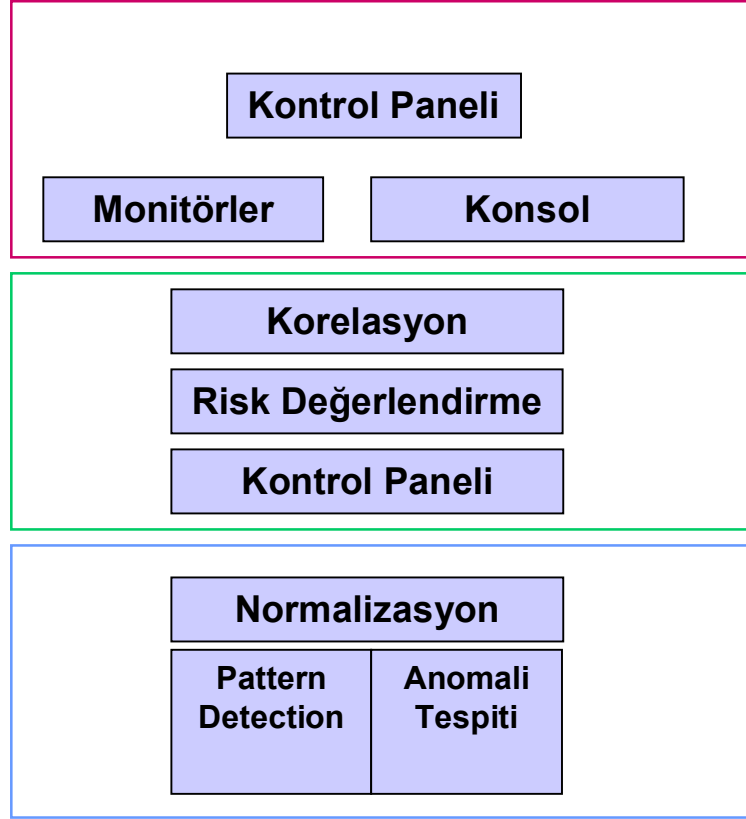 Kontrol Paneli
Monitörler
Konsol
Korelasyon
Risk Değerlendirme
Kontrol Paneli
Normalizasyon
Pattern
Detection
Anomali
Tespiti